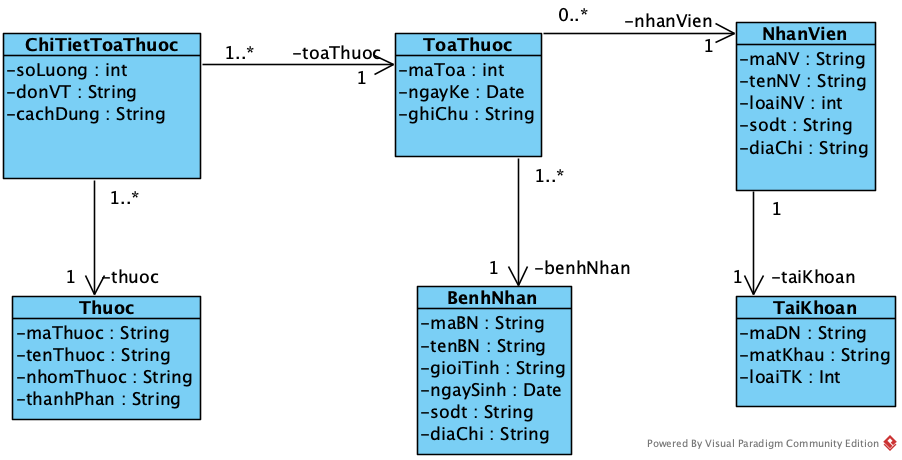 ChiTietToaThuoc
-soLuong : int
-donVT : String
-cachDung : String
1..*
-toaThuoc
1
ToaThuoc
-maToa : int
-ngayKe : Date
-ghiChu : String
0..*
-nhanVien
1
NhanVien
-maNV : String
-tenNV : String
-loaiNV : int
-sodt : String
-diaChi : String
1..*
1
-thuoc
Thuoc
-maThuoc : String
-tenThuoc : String
-nhomThuoc : String
-thanhPhan : String
1..*
1
-benhNhan
BenhNhan
-maBN : String
-tenBN : String
-gioiTinh : String
-ngaySinh : Date
-sodt : String
-diaChi : String
1
1
-taiKhoan
TaiKhoan
-maDN : String
-matKhau : String
-loaiTK : Int
Powered By Visual Paradigm Community Edition